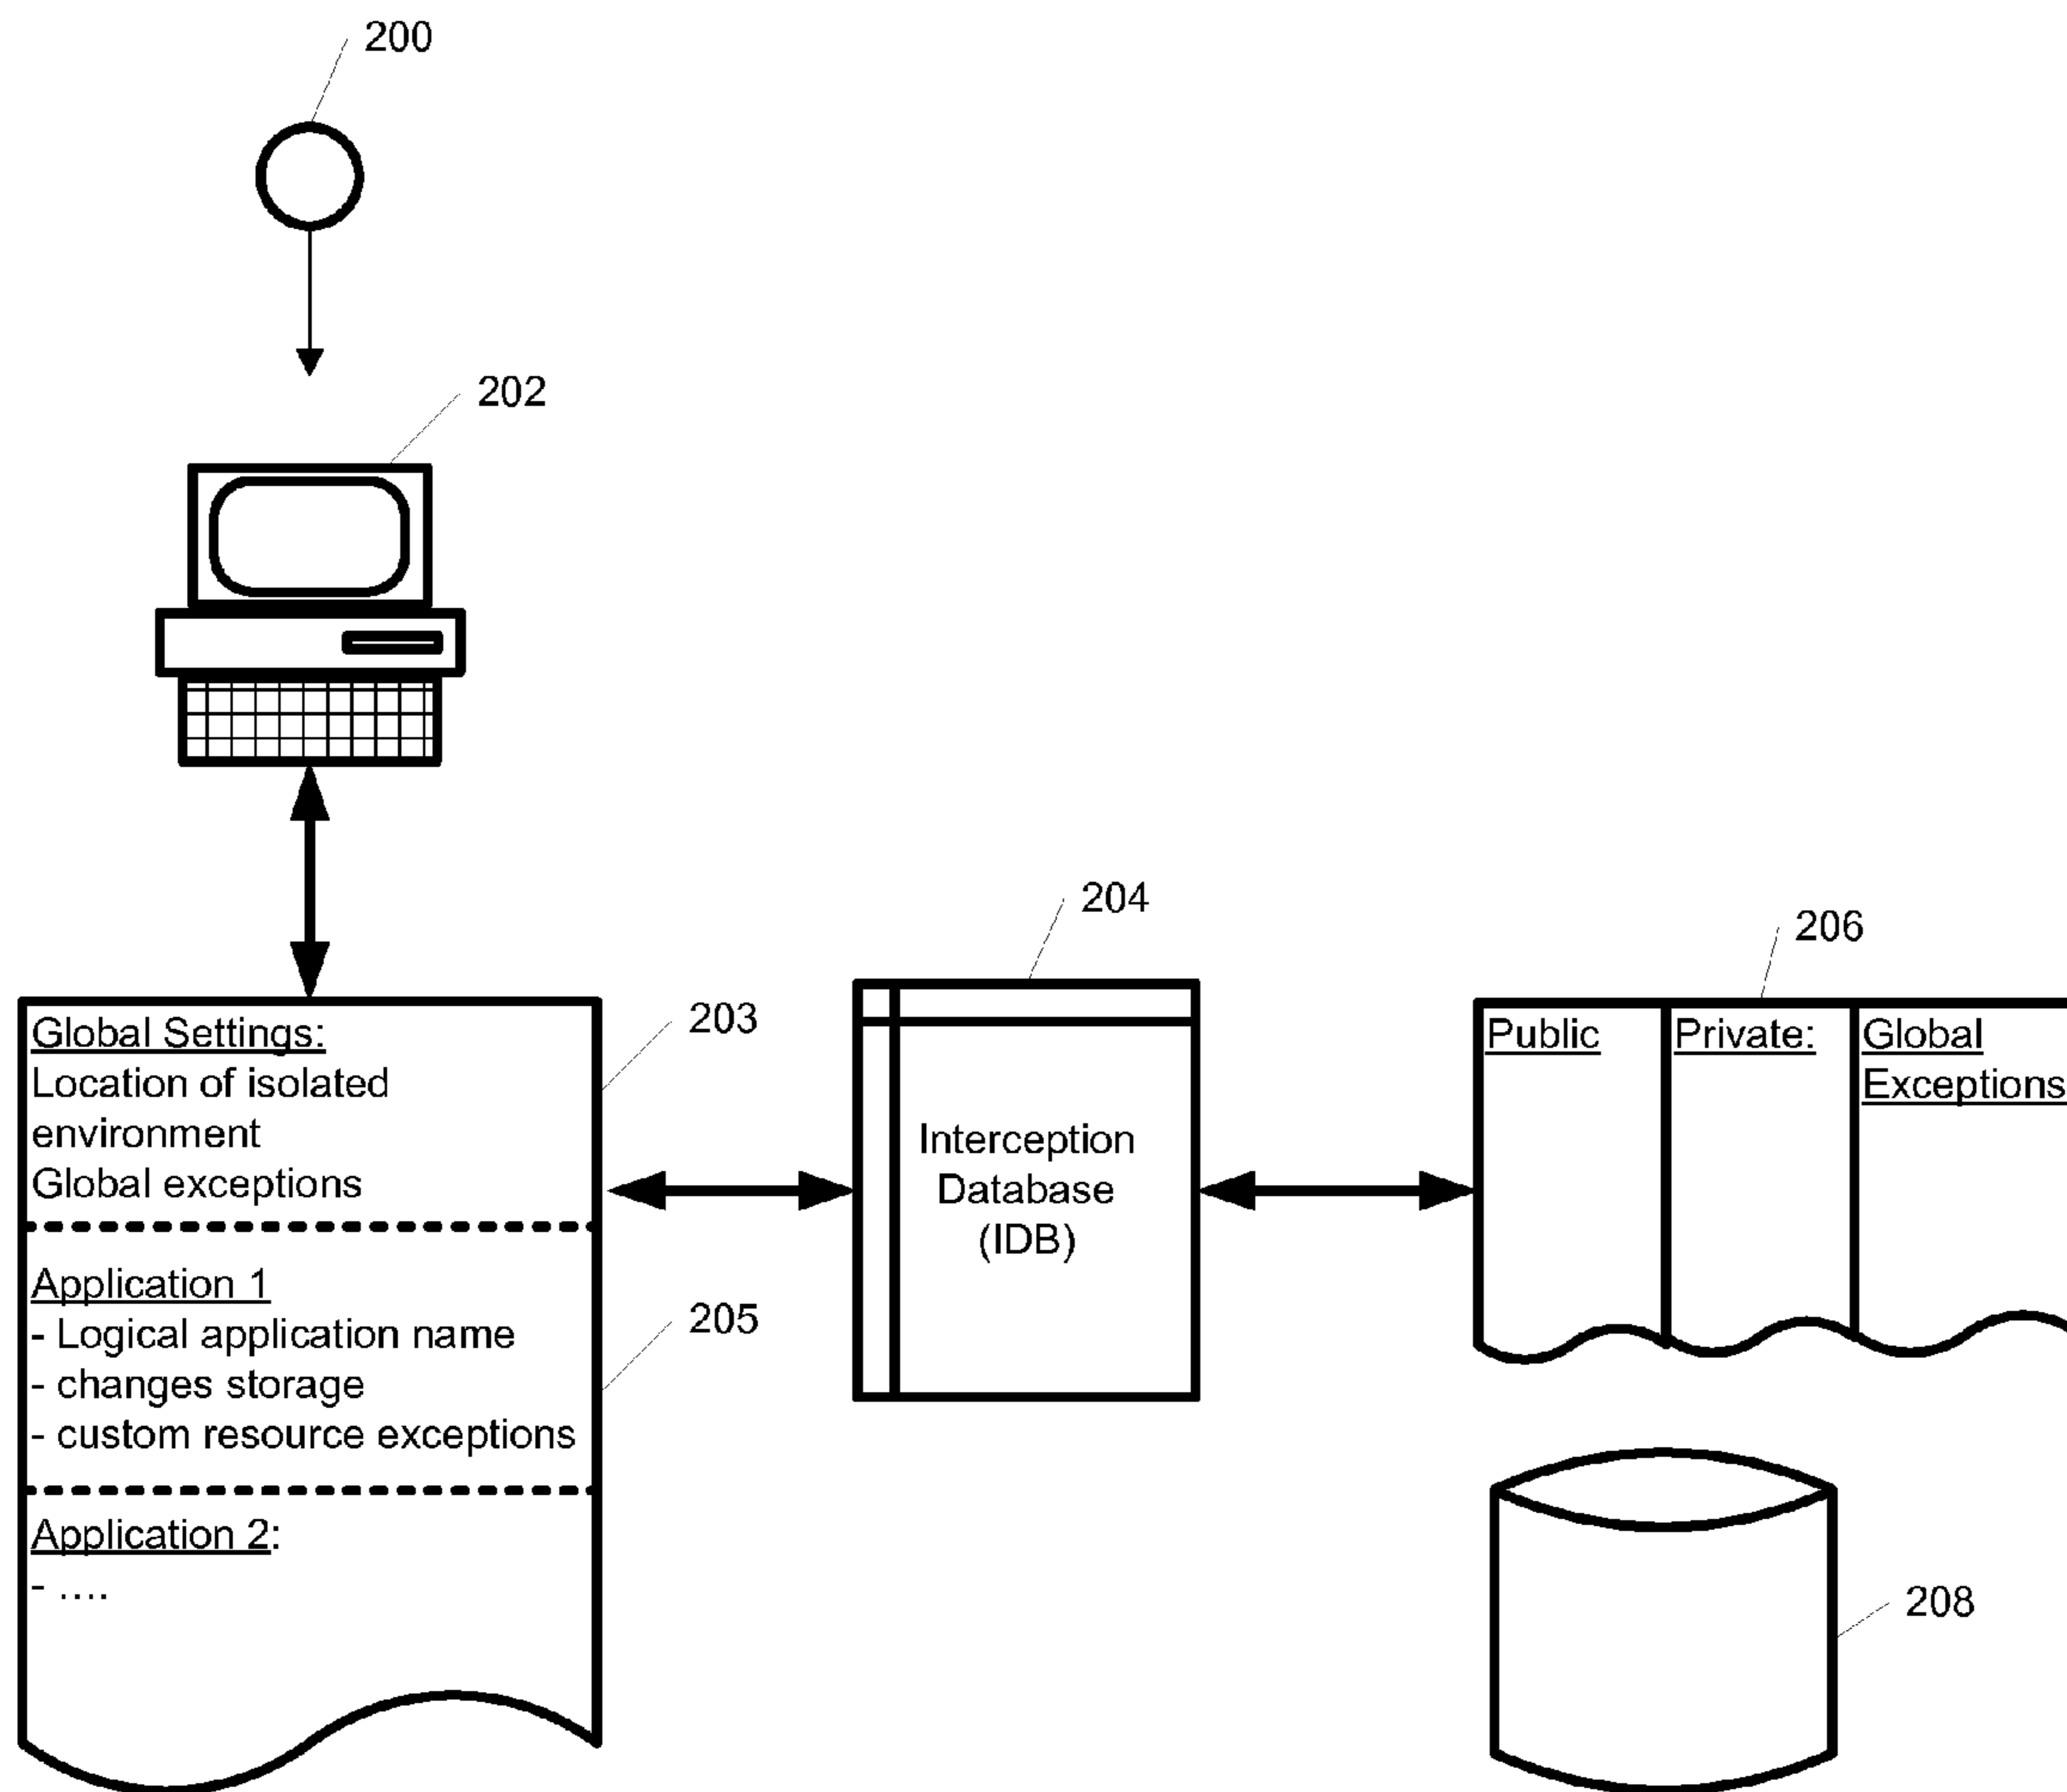 200
202
203
Global Settings:
Location of isolated
environment
Global exceptions
205
Application 1
- Logical application name
- changes storage
- custom resource exceptions
Application 2:
- ....
204
Interception
Database
(IDB)
206
Public
Private:
Global
Exceptions
208